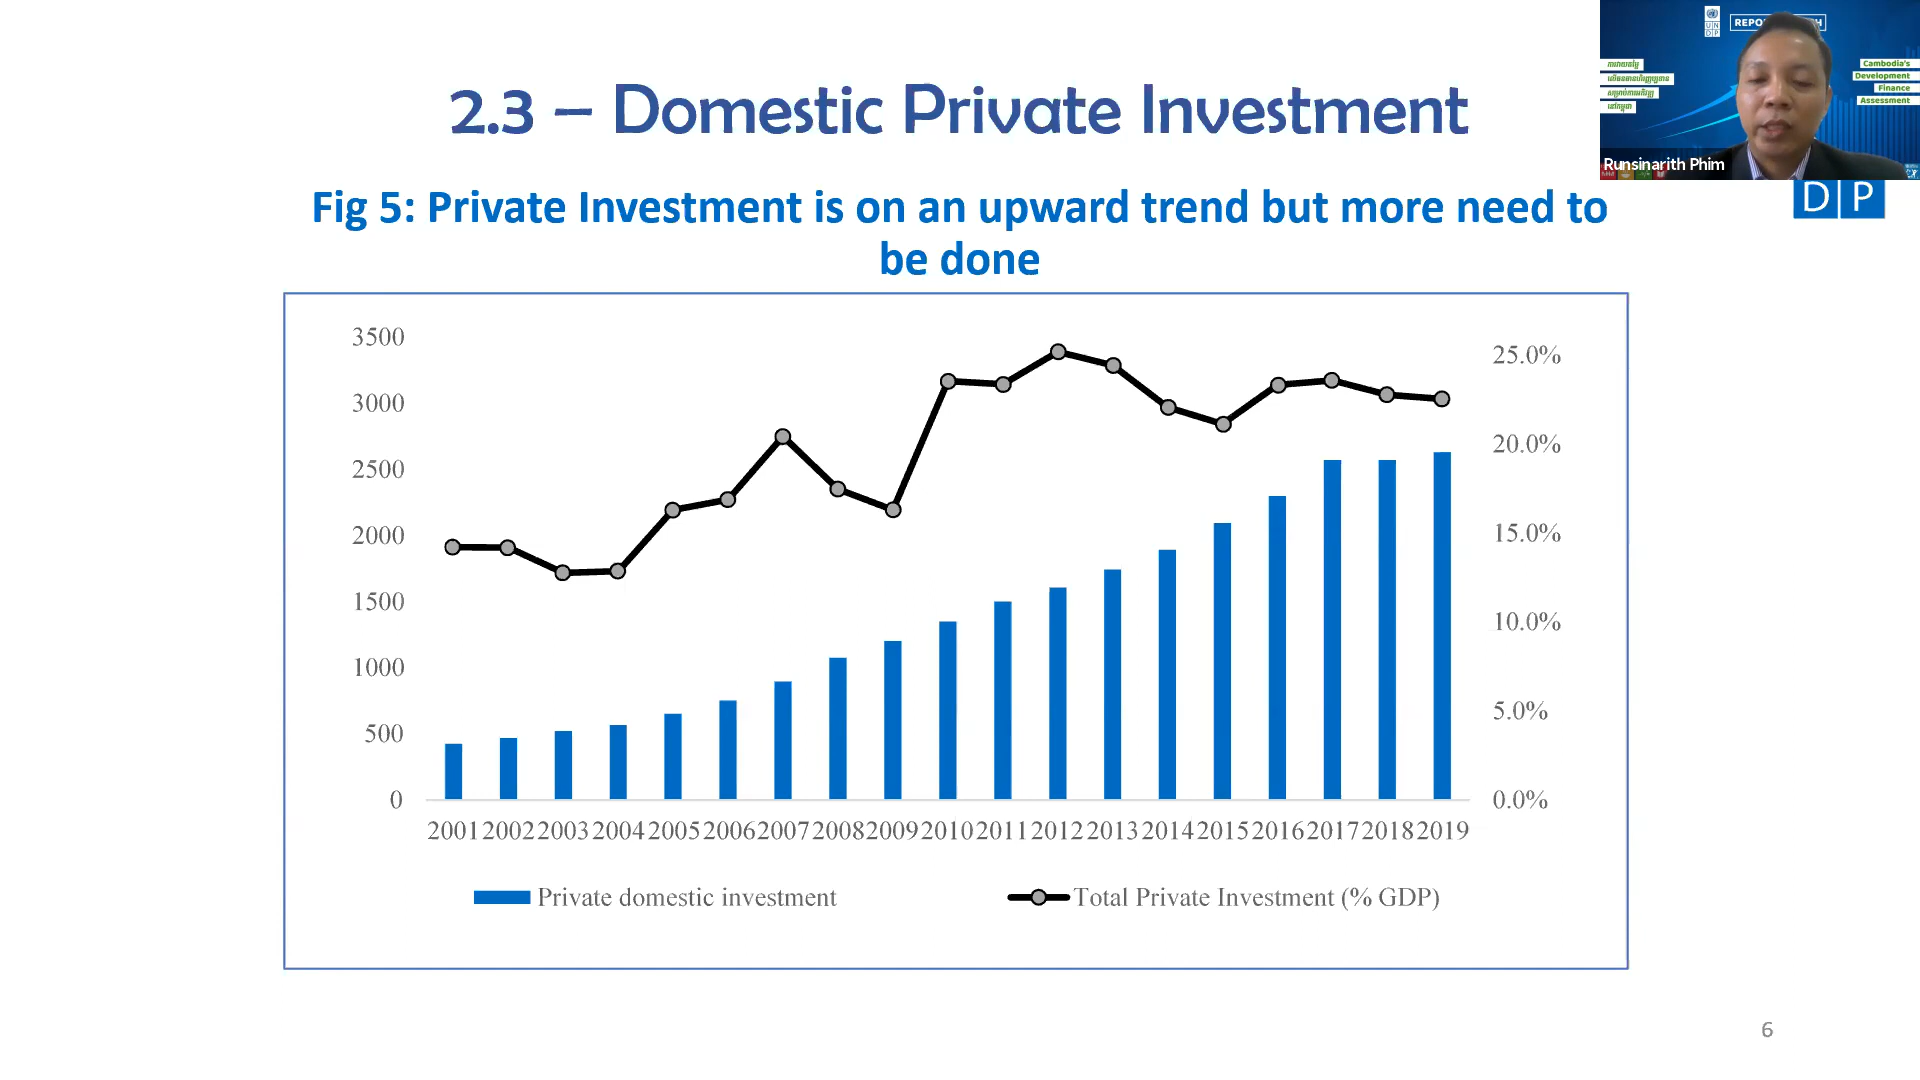 2.3 – Domestic Private Investment
Fig 5: Private Investment is on an upward trend but more need to
be done
3500
3000
2500
2000
1500
1000
500
0
25.0%
20.0%
15.0%
10.0%
5.0%
0.0%
2001 2002 2003 2004 2005 2006 2007 2008 2009 2010 2011 2012 2013 2014 2015 2016 2017 2018 2019
Private domestic investment
Total Private Investment (% GDP)
6
UN
DP
Cambodia's
Development
Finance
Assessment
Runsinarith Phim
D P